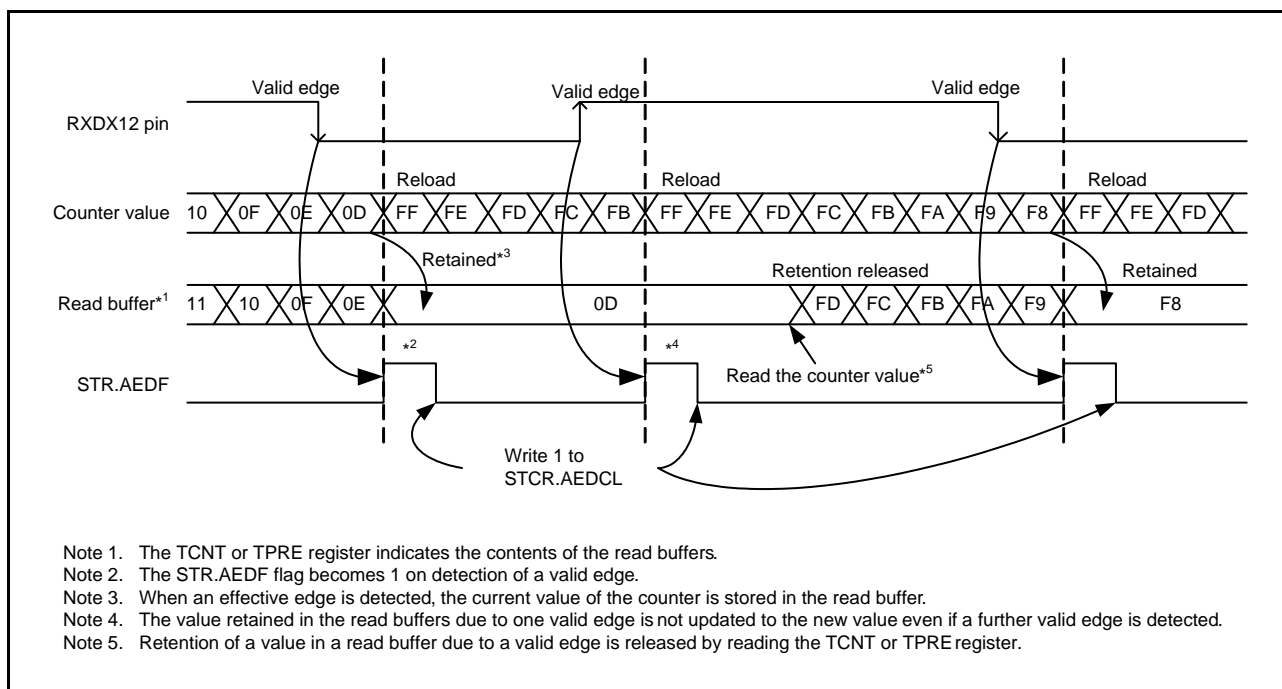 Valid edge Valid edge Valid edge
RXDX12 pin
Reload Reload Reload
Counter value 10 0F 0E 0D FF FE FD FC FB FF FE FD FC FB FA F9 F8 FF FE FD
Retained*3 Retention released Retained
Read buffer*1 11 10 0F 0E 0D FD FC FB FA F9 F8
*2 *4
Read the counter value*5
STR.AEDF
Write 1 to
STCR.AEDCL
Note 1. The TCNT or TPRE register indicates the contents of the read buffers.
Note 2. The STR.AEDF flag becomes 1 on detection of a valid edge.
Note 3. When an effective edge is detected, the current value of the counter is stored in the read buffer.
Note 4. The value retained in the read buffers due to one valid edge is not updated to the new value even if a further valid edge is detected.
Note 5. Retention of a value in a read buffer due to a valid edge is released by reading the TCNT or TPRE register.